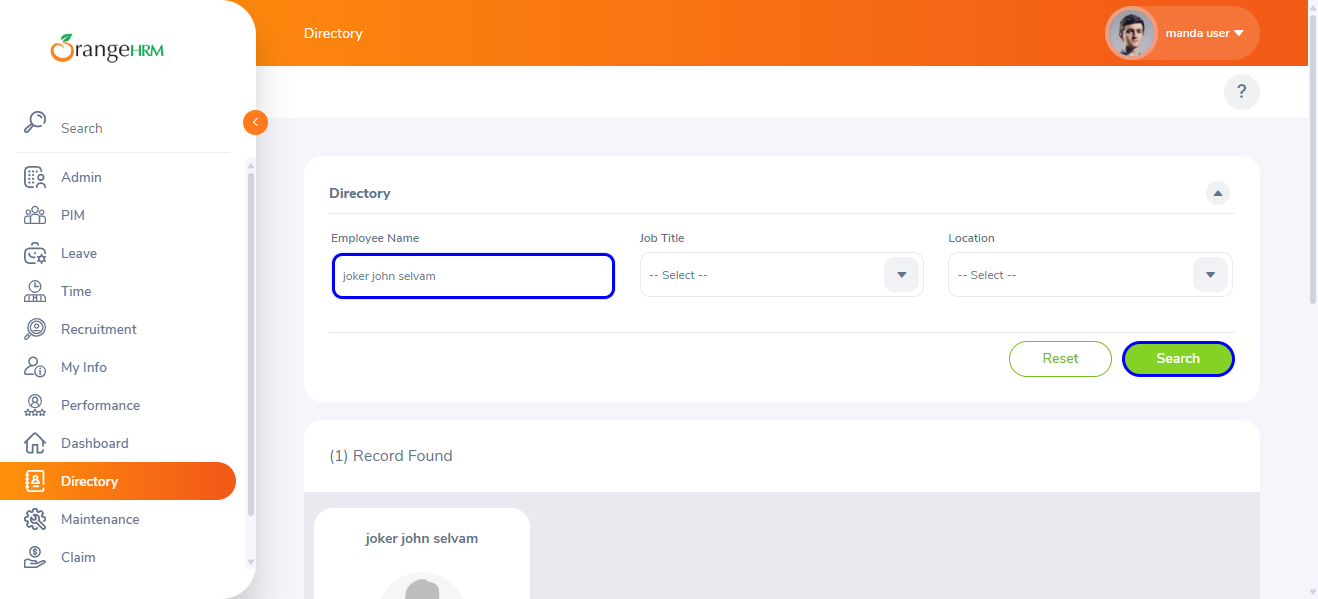 OrangeHRM
Directory
manda user
?
Search
Admin
PIM
Leave
Time
Recruitment
My Info
Performance
Dashboard
Directory
Maintenance
Claim
Directory
Employee Name
Job Title
Location
joker john selvam
-- Select --
-- Select --
Reset
Search
(1) Record Found
joker john selvam